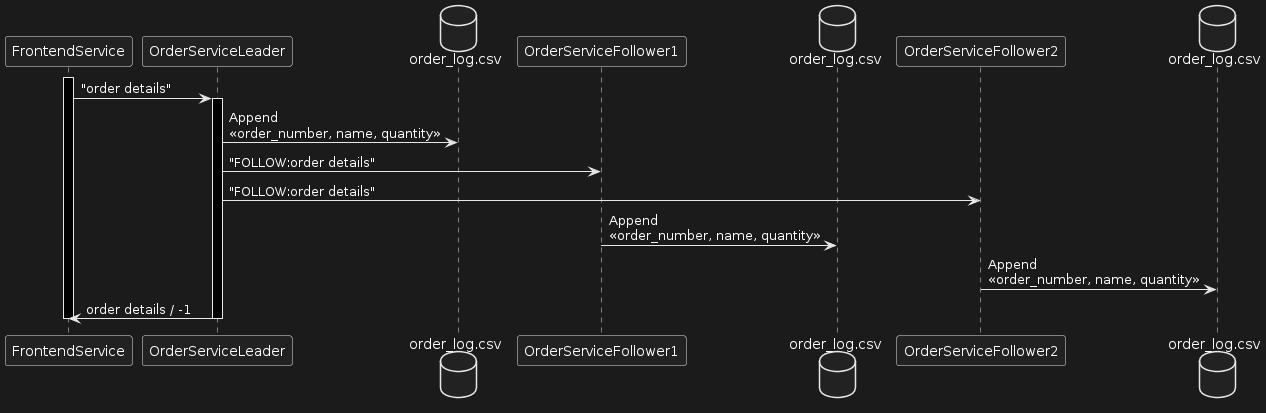 order_log.csv
order_log.csv
order_log.csv
FrontendService
OrderServiceLeader
OrderServiceFollower1
OrderServiceFollower2
"order details"
Append
«order_number, name, quantity»
"FOLLOW:order details"
"FOLLOW:order details"
Append
«order_number, name, quantity»
Append
«order_number, name, quantity»
order details / -1
FrontendService
OrderServiceLeader
order_log.csv
OrderServiceFollower1
order_log.csv
OrderServiceFollower2
order_log.csv